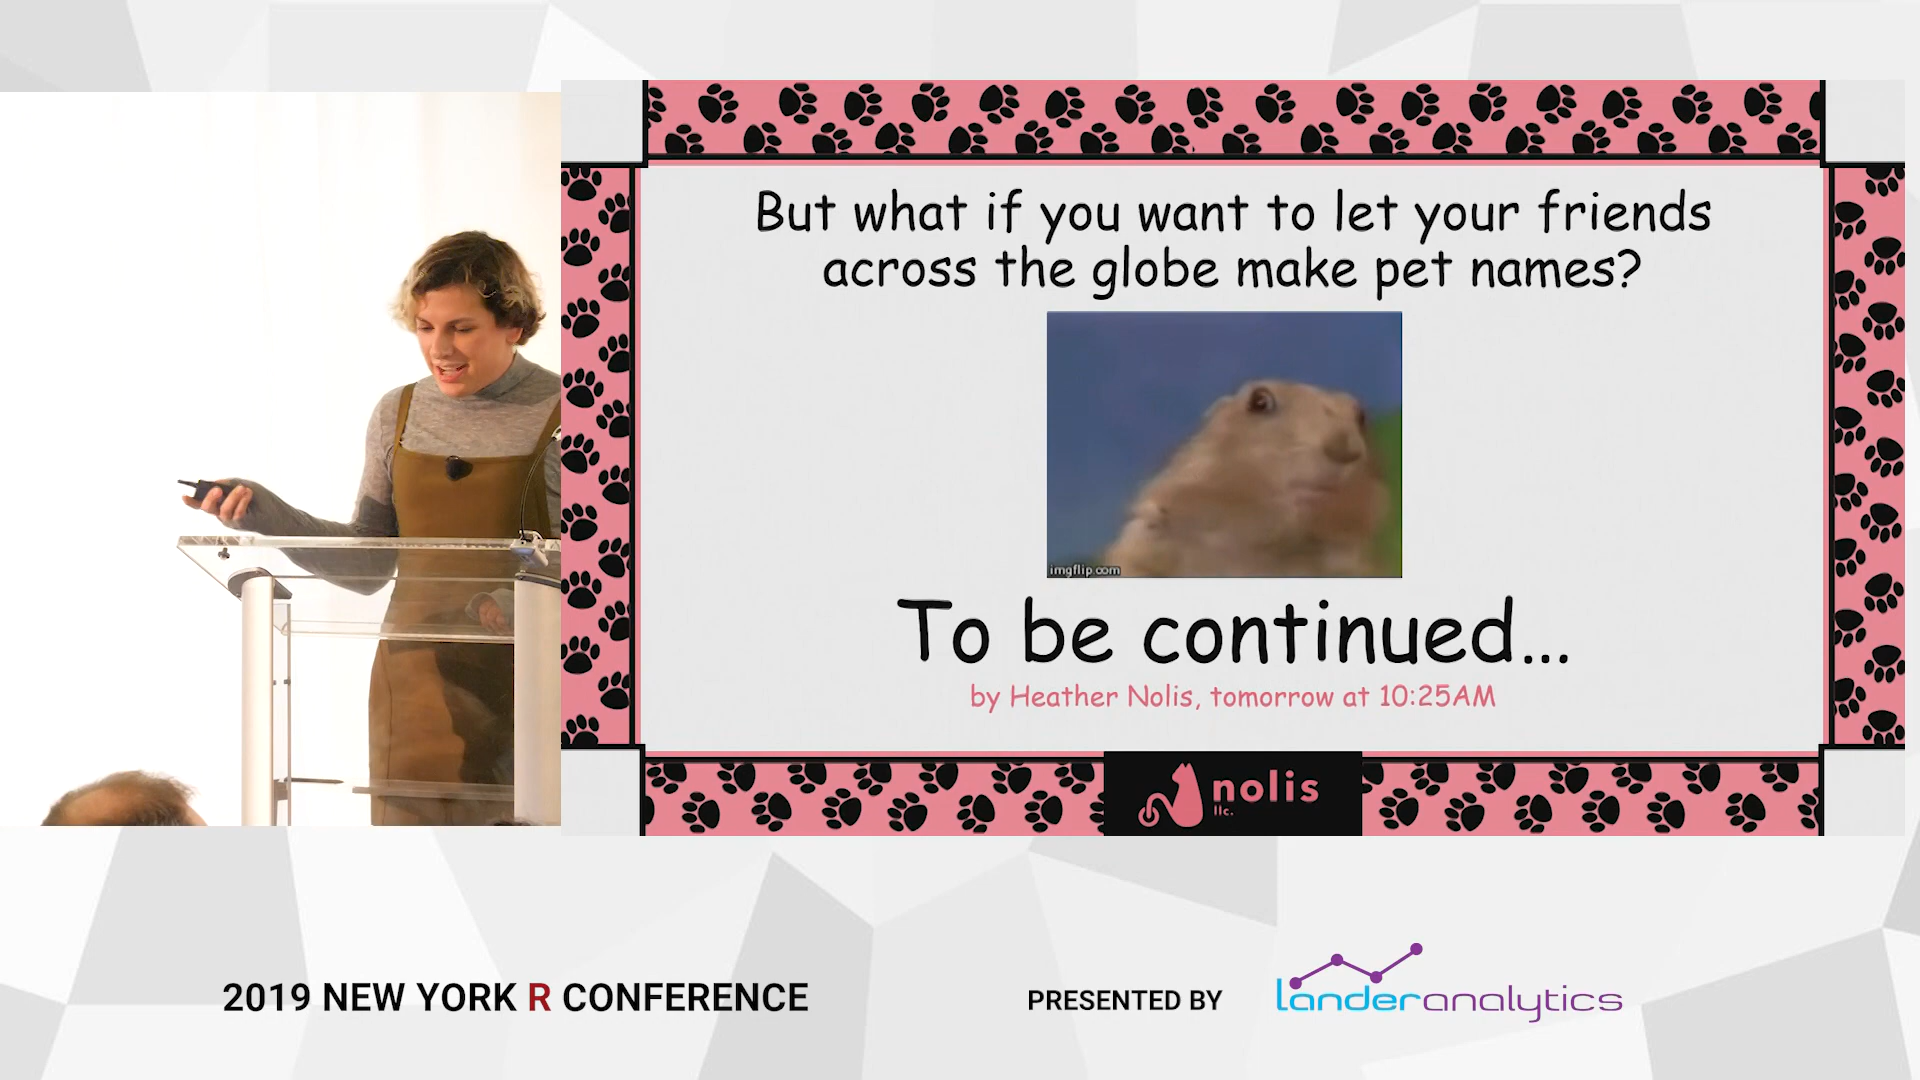 But what if you want to let your friends
across the globe make pet names?
imgflip.com
To be continued...
by Heather Nolis, tomorrow at 10:25AM
nolis
llc.
2019 NEW YORK R CONFERENCE
PRESENTED BY
landeranalytics